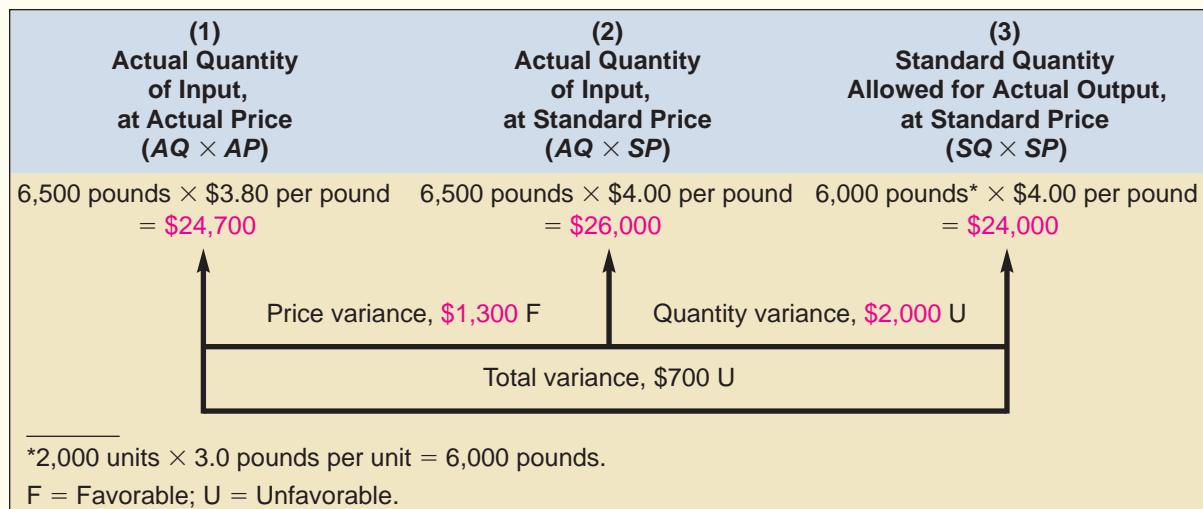 (1)
Actual Quantity
of Input,
at Actual Price
(AQ × AP)
(2)
Actual Quantity
of Input,
at Standard Price
(AQ × SP)
(3)
Standard Quantity
Allowed for Actual Output,
at Standard Price
(SQ × SP)
6,500 pounds × $3.80 per pound
= $24,700
6,500 pounds × $4.00 per pound
= $26,000
6,000 pounds* × $4.00 per pound
= $24,000
Price variance, $1,300 F
Quantity variance, $2,000 U
Total variance, $700 U
*2,000 units × 3.0 pounds per unit = 6,000 pounds.
F = Favorable; U = Unfavorable.